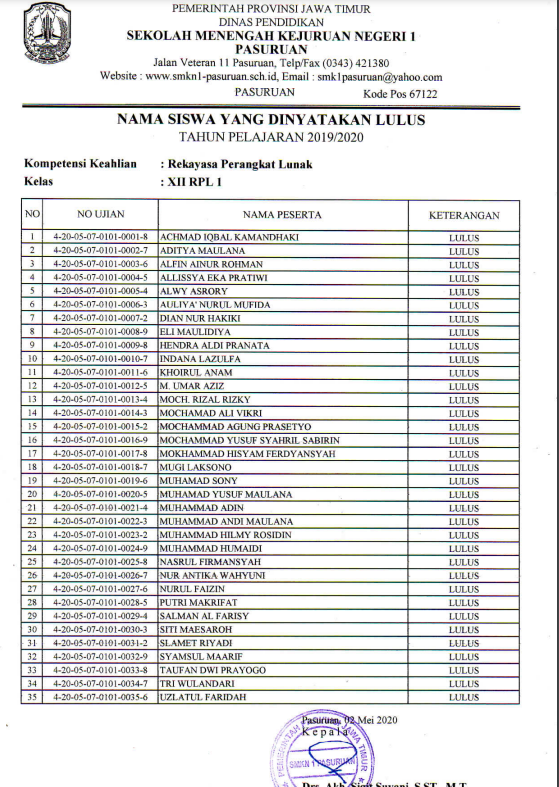 PEMERINTAH PROVINSI JAWA TIMUR
DINAS PENDIDIKAN
SEKOLAH MENENGAH KEJURUAN NEGERI 1
PASURUAN
Jalan Veteran 11 Pasuruan, Telp/Fax (0343) 421380
Website : www.smkn1-pasuruan.sch.id, Email : smk1pasuruan@yahoo.com
PASURUAN Kode Pos 67122
NAMA SISWA YANG DINYATAKAN LULUS
TAHUN PELAJARAN 2019/2020
Kompetensi Keahlian : Rekayasa Perangkat Lunak
Kelas : XII RPL 1
NO NO UJIAN NAMA PESERTA KETERANGAN
1 4-20-05-07-0101-0001-8 ACHMAD IQBAL KAMANDHAKI LULUS
2 4-20-05-07-0101-0002-7 ADITYA MAULANA LULUS
3 4-20-05-07-0101-0003-6 ALFIN AINUR ROHMAN LULUS
4 4-20-05-07-0101-0004-5 ALLISSYA EKA PRATIWI LULUS
5 4-20-05-07-0101-0005-4 ALWY ASRORY LULUS
6 4-20-05-07-0101-0006-3 AULIYA' NURUL MUFIDA LULUS
7 4-20-05-07-0101-0007-2 DIAN NUR HAKIKI LULUS
8 4-20-05-07-0101-0008-9 ELI MAULIDIYA LULUS
9 4-20-05-07-0101-0009-8 HENDRA ALDI PRANATA LULUS
10 4-20-05-07-0101-0010-7 INDANA LAZULFA LULUS
11 4-20-05-07-0101-0011-6 KHOIRUL ANAM LULUS
12 4-20-05-07-0101-0012-5 M. UMAR AZIZ LULUS
13 4-20-05-07-0101-0013-4 MOCH. RIZAL RIZKY LULUS
14 4-20-05-07-0101-0014-3 MOCHAMAD ALI VIKRI LULUS
15 4-20-05-07-0101-0015-2 MOCHAMMAD AGUNG PRASETYO LULUS
16 4-20-05-07-0101-0016-9 MOCHAMMAD YUSUF SYAHRIL SABIRIN LULUS
17 4-20-05-07-0101-0017-8 MOKHAMMAD HISYAM FERDYANSYAH LULUS
18 4-20-05-07-0101-0018-7 MUGI LAKSONO LULUS
19 4-20-05-07-0101-0019-6 MUHAMAD SONY LULUS
20 4-20-05-07-0101-0020-5 MUHAMAD YUSUF MAULANA LULUS
21 4-20-05-07-0101-0021-4 MUHAMMAD ADIN LULUS
22 4-20-05-07-0101-0022-3 MUHAMMAD ANDI MAULANA LULUS
23 4-20-05-07-0101-0023-2 MUHAMMAD HILMY ROSIDIN LULUS
24 4-20-05-07-0101-0024-9 MUHAMMAD HUMAIDI LULUS
25 4-20-05-07-0101-0025-8 NASRUL FIRMANSYAH LULUS
26 4-20-05-07-0101-0026-7 NUR ANTIKA WAHYUNI LULUS
27 4-20-05-07-0101-0027-6 NURUL FAIZIN LULUS
28 4-20-05-07-0101-0028-5 PUTRI MAKRIFAT LULUS
29 4-20-05-07-0101-0029-4 SALMAN AL FARISY LULUS
30 4-20-05-07-0101-0030-3 SITI MAESAROH LULUS
31 4-20-05-07-0101-0031-2 SLAMET RIYADI LULUS
32 4-20-05-07-0101-0032-9 SYAMSUL MAARIF LULUS
33 4-20-05-07-0101-0033-8 TAUFAN DWI PRAYOGO LULUS
34 4-20-05-07-0101-0034-7 TRI WULANDARI LULUS
35 4-20-05-07-0101-0035-6 UZLATUL FARIDAH LULUS
Pasuruan, 02 Mei 2020
Kepala
PEMERINTAH JAWA TIMUR
SMKN 1 PASURUAN